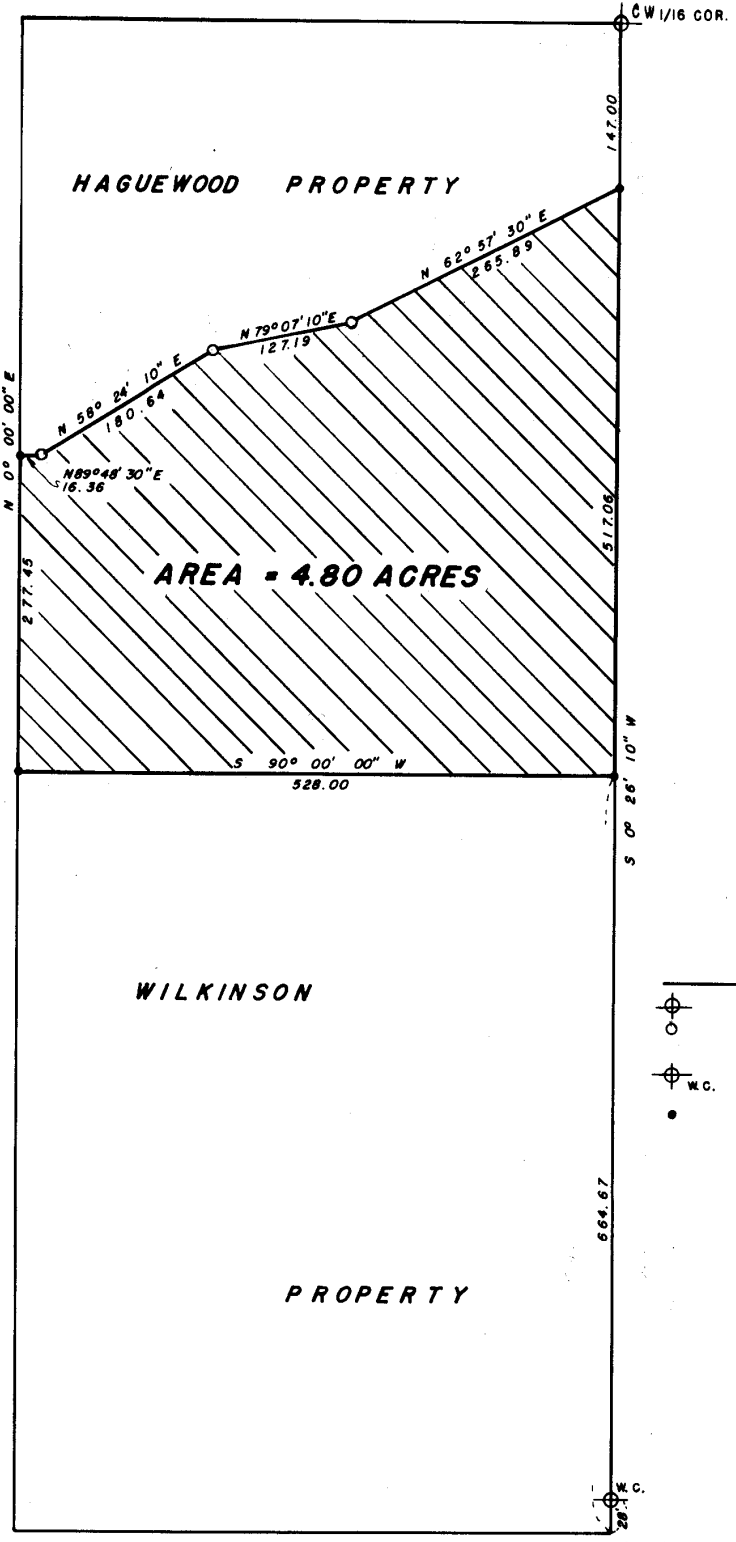 CW 1/16 COR.
147.00
HAGUEWOOD PROPERTY
N 62° 57' 30" E
265.89
N 79° 07' 10" E
127.19
N 58° 24' 10" E
180.64
N 0° 00' 00" E
N89° 48' 30" E
16.36
517.06
AREA = 4.80 ACRES
277.45
S 90° 00' 00" W
528.00
S 0° 26' 10" W
WILKINSON
W.C.
664.67
PROPERTY
W.C.
28'